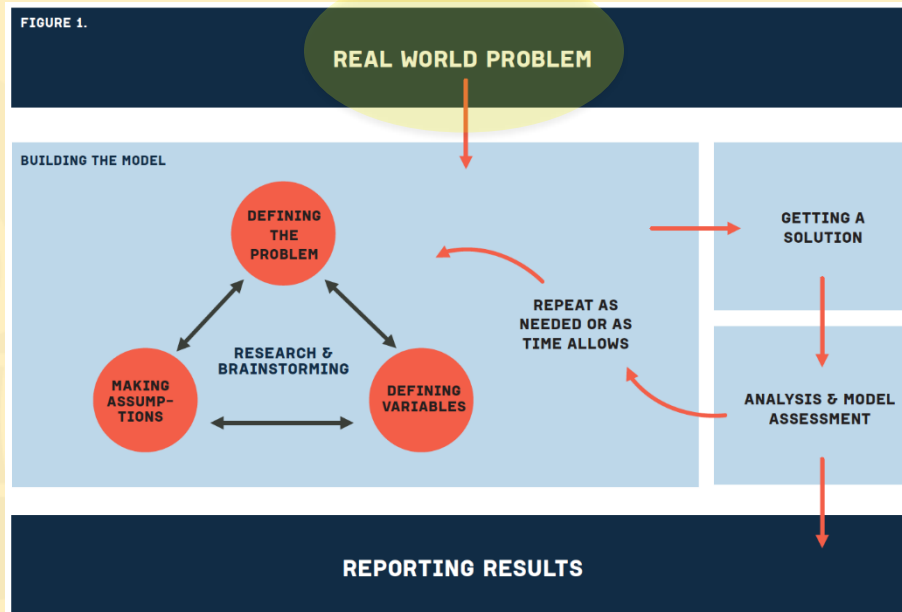 FIGURE 1.
REAL WORLD PROBLEM
BUILDING THE MODEL
DEFINING
THE
PROBLEM
RESEARCH &
BRAINSTORMING
MAKING
ASSUMP-
TIONS
DEFINING
VARIABLES
REPEAT AS
NEEDED OR AS
TIME ALLOWS
GETTING A
SOLUTION
ANALYSIS & MODEL
ASSESSMENT
REPORTING RESULTS